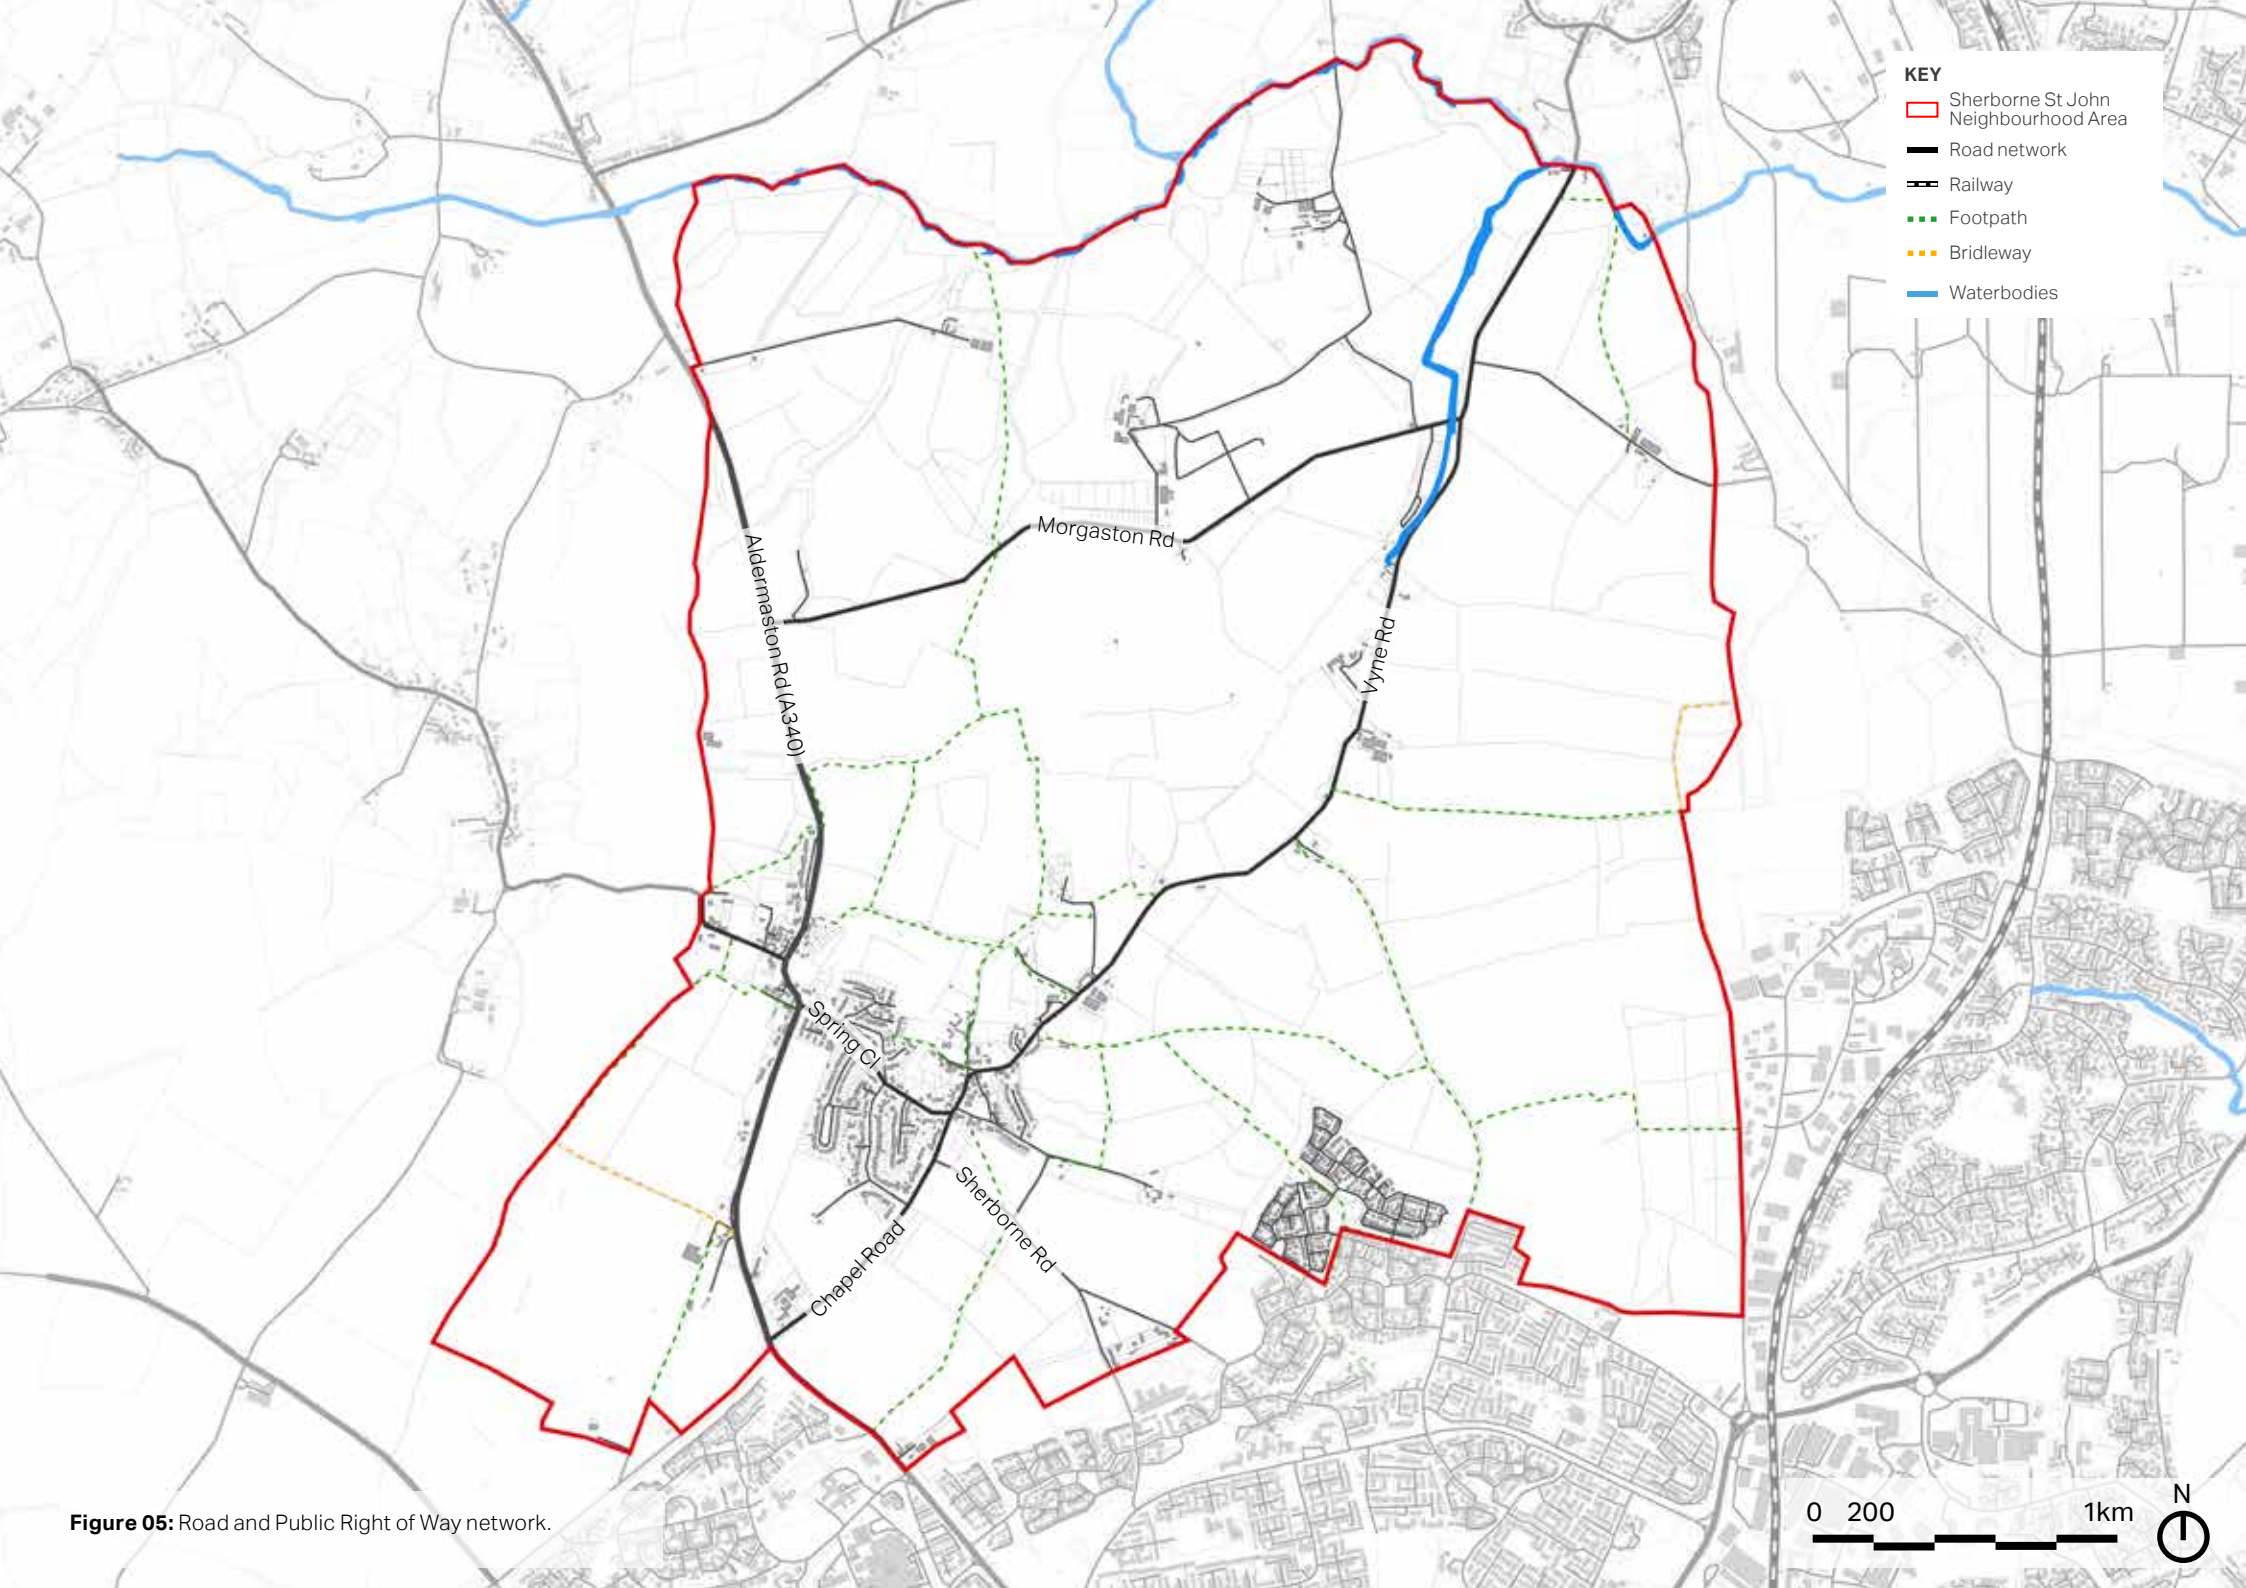 KEY
Sherborne St John
Neighbourhood Area
Road network
Railway
Footpath
Bridleway
Waterbodies
Morgaston Rd
Aldermaston Rd (A340)
Vyne Rd
Spring Cl
Sherborne Rd
Chapel Road
Figure 05: Road and Public Right of Way network.
0 200 1km
N